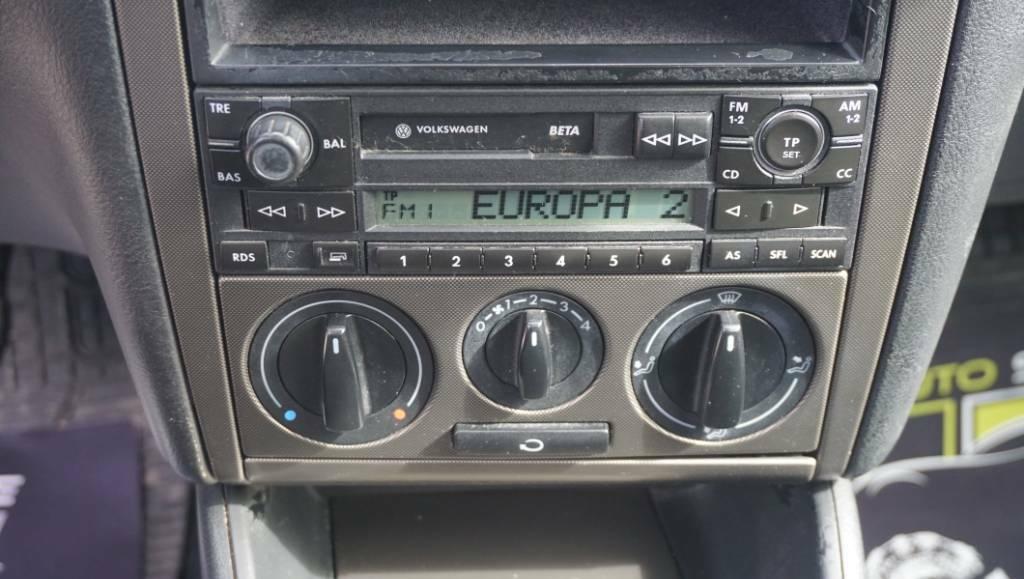 TRE
BAL
BAS
VOLKSWAGEN BETA
FM 1-2
AM 1-2
TP SET
CD
CC
TP
FM1 EUROPA 2
RDS
1 2 3 4 5 6
AS SFL SCAN
0 1 2 3 4
AUTO S